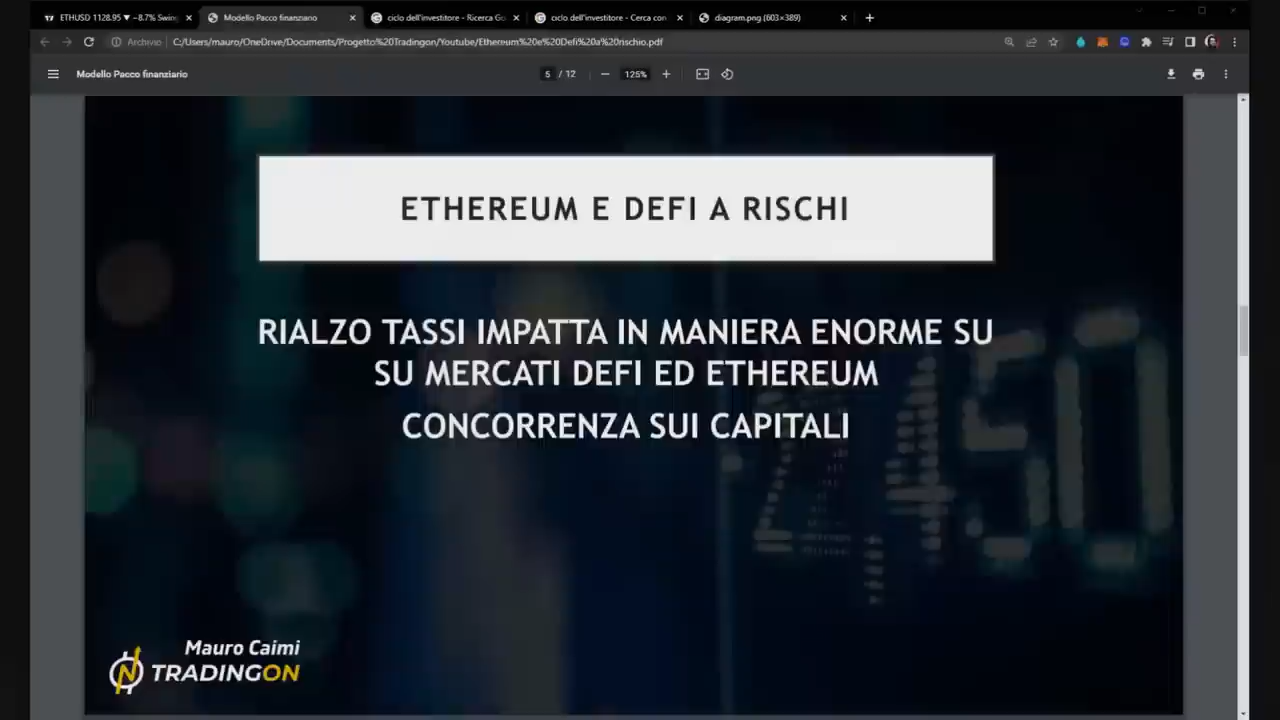 ETHUSD 1128.95 ▼ −8.7% Swing
Modello Pacco finanziario
ciclo dell'investitore - Ricerca Go
ciclo dell'investitore - Cerca con
diagram.png (603×389)
Archivio
C:/Users/mauro/OneDrive/Documents/Progetto%20Tradingon/Youtube/Ethereum%20e%20Defi%20a%20rischio.pdf
Modello Pacco finanziario
5 / 12
125%
ETHEREUM E DEFI A RISCHI
RIALZO TASSI IMPATTA IN MANIERA ENORME SU
SU MERCATI DEFI ED ETHEREUM
CONCORRENZA SUI CAPITALI
2,450
Mauro Caimi
TRADINGON